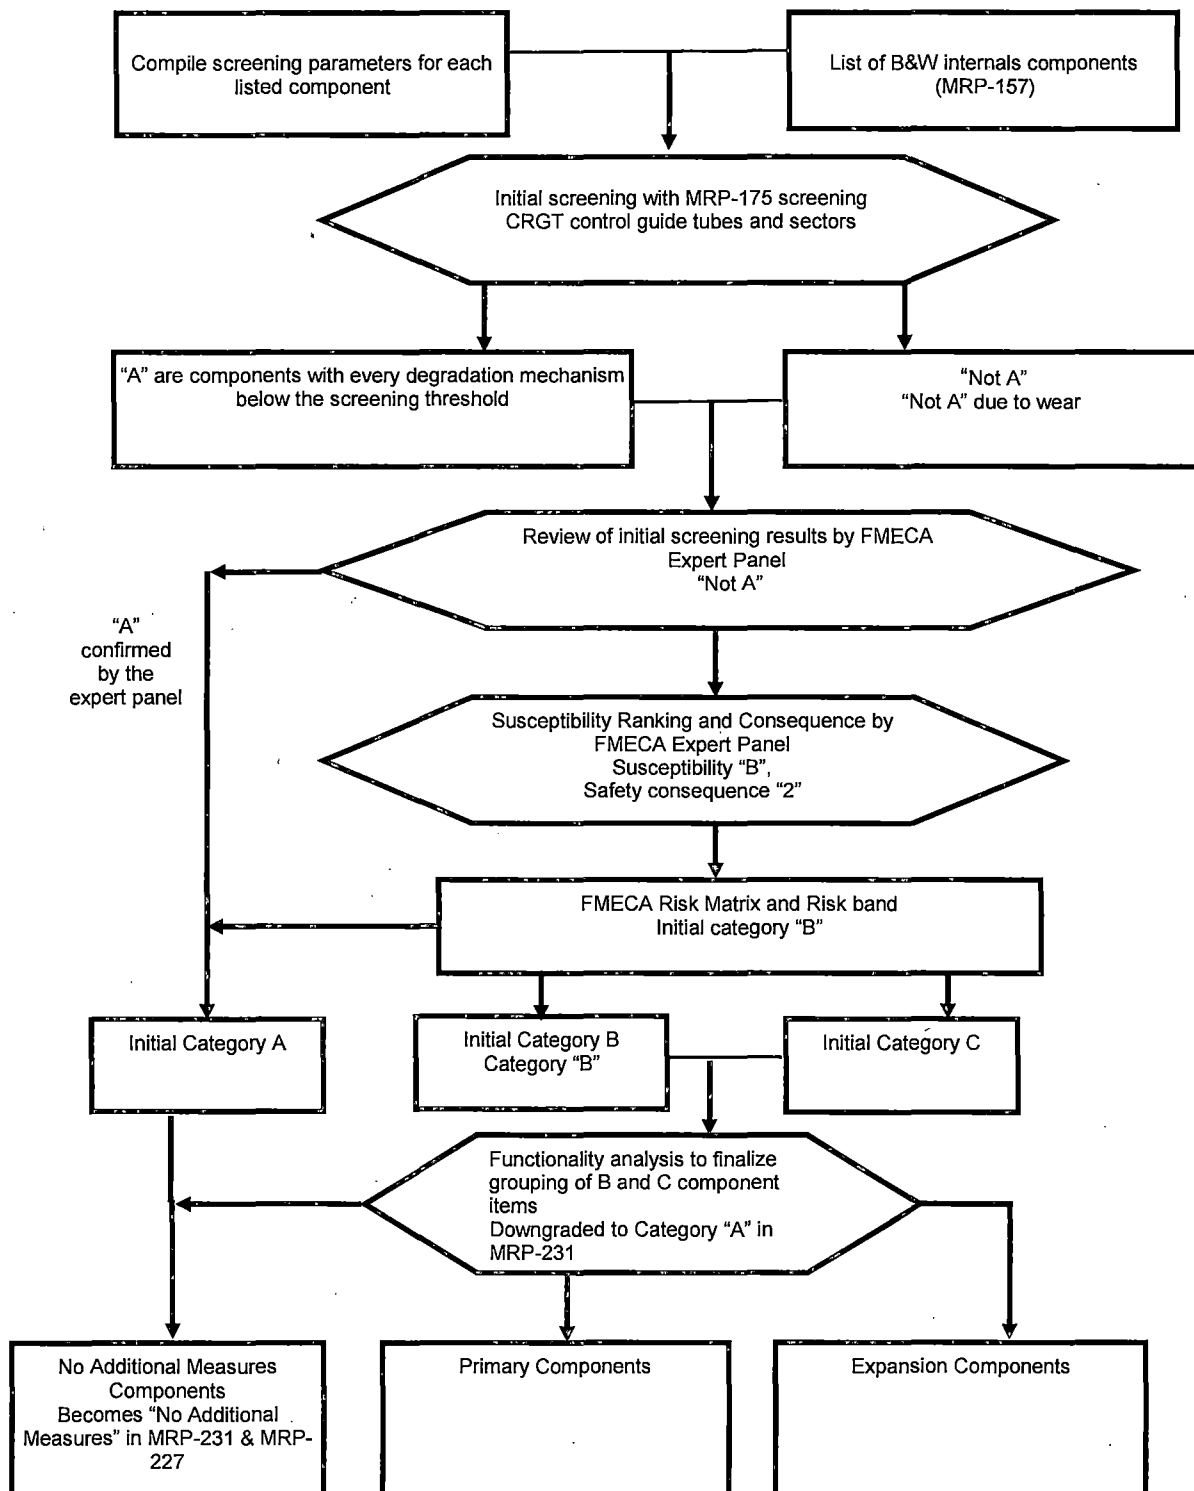 Compile screening parameters for each
listed component
List of B&W internals components
(MRP-157)
Initial screening with MRP-175 screening
CRGT control guide tubes and sectors
“A” are components with every degradation mechanism
below the screening threshold
“Not A”
“Not A” due to wear
Review of initial screening results by FMECA
Expert Panel
“Not A”
“A”
confirmed
by the
expert panel
Susceptibility Ranking and Consequence by
FMECA Expert Panel
Susceptibility “B”,
Safety consequence “2”
FMECA Risk Matrix and Risk band
Initial category “B”
Initial Category A
Initial Category B
Category “B”
Initial Category C
Functionality analysis to finalize
grouping of B and C component
items
Downgraded to Category “A” in
MRP-231
No Additional Measures
Components
Becomes “No Additional
Measures” in MRP-231 & MRP-
227
Primary Components
Expansion Components